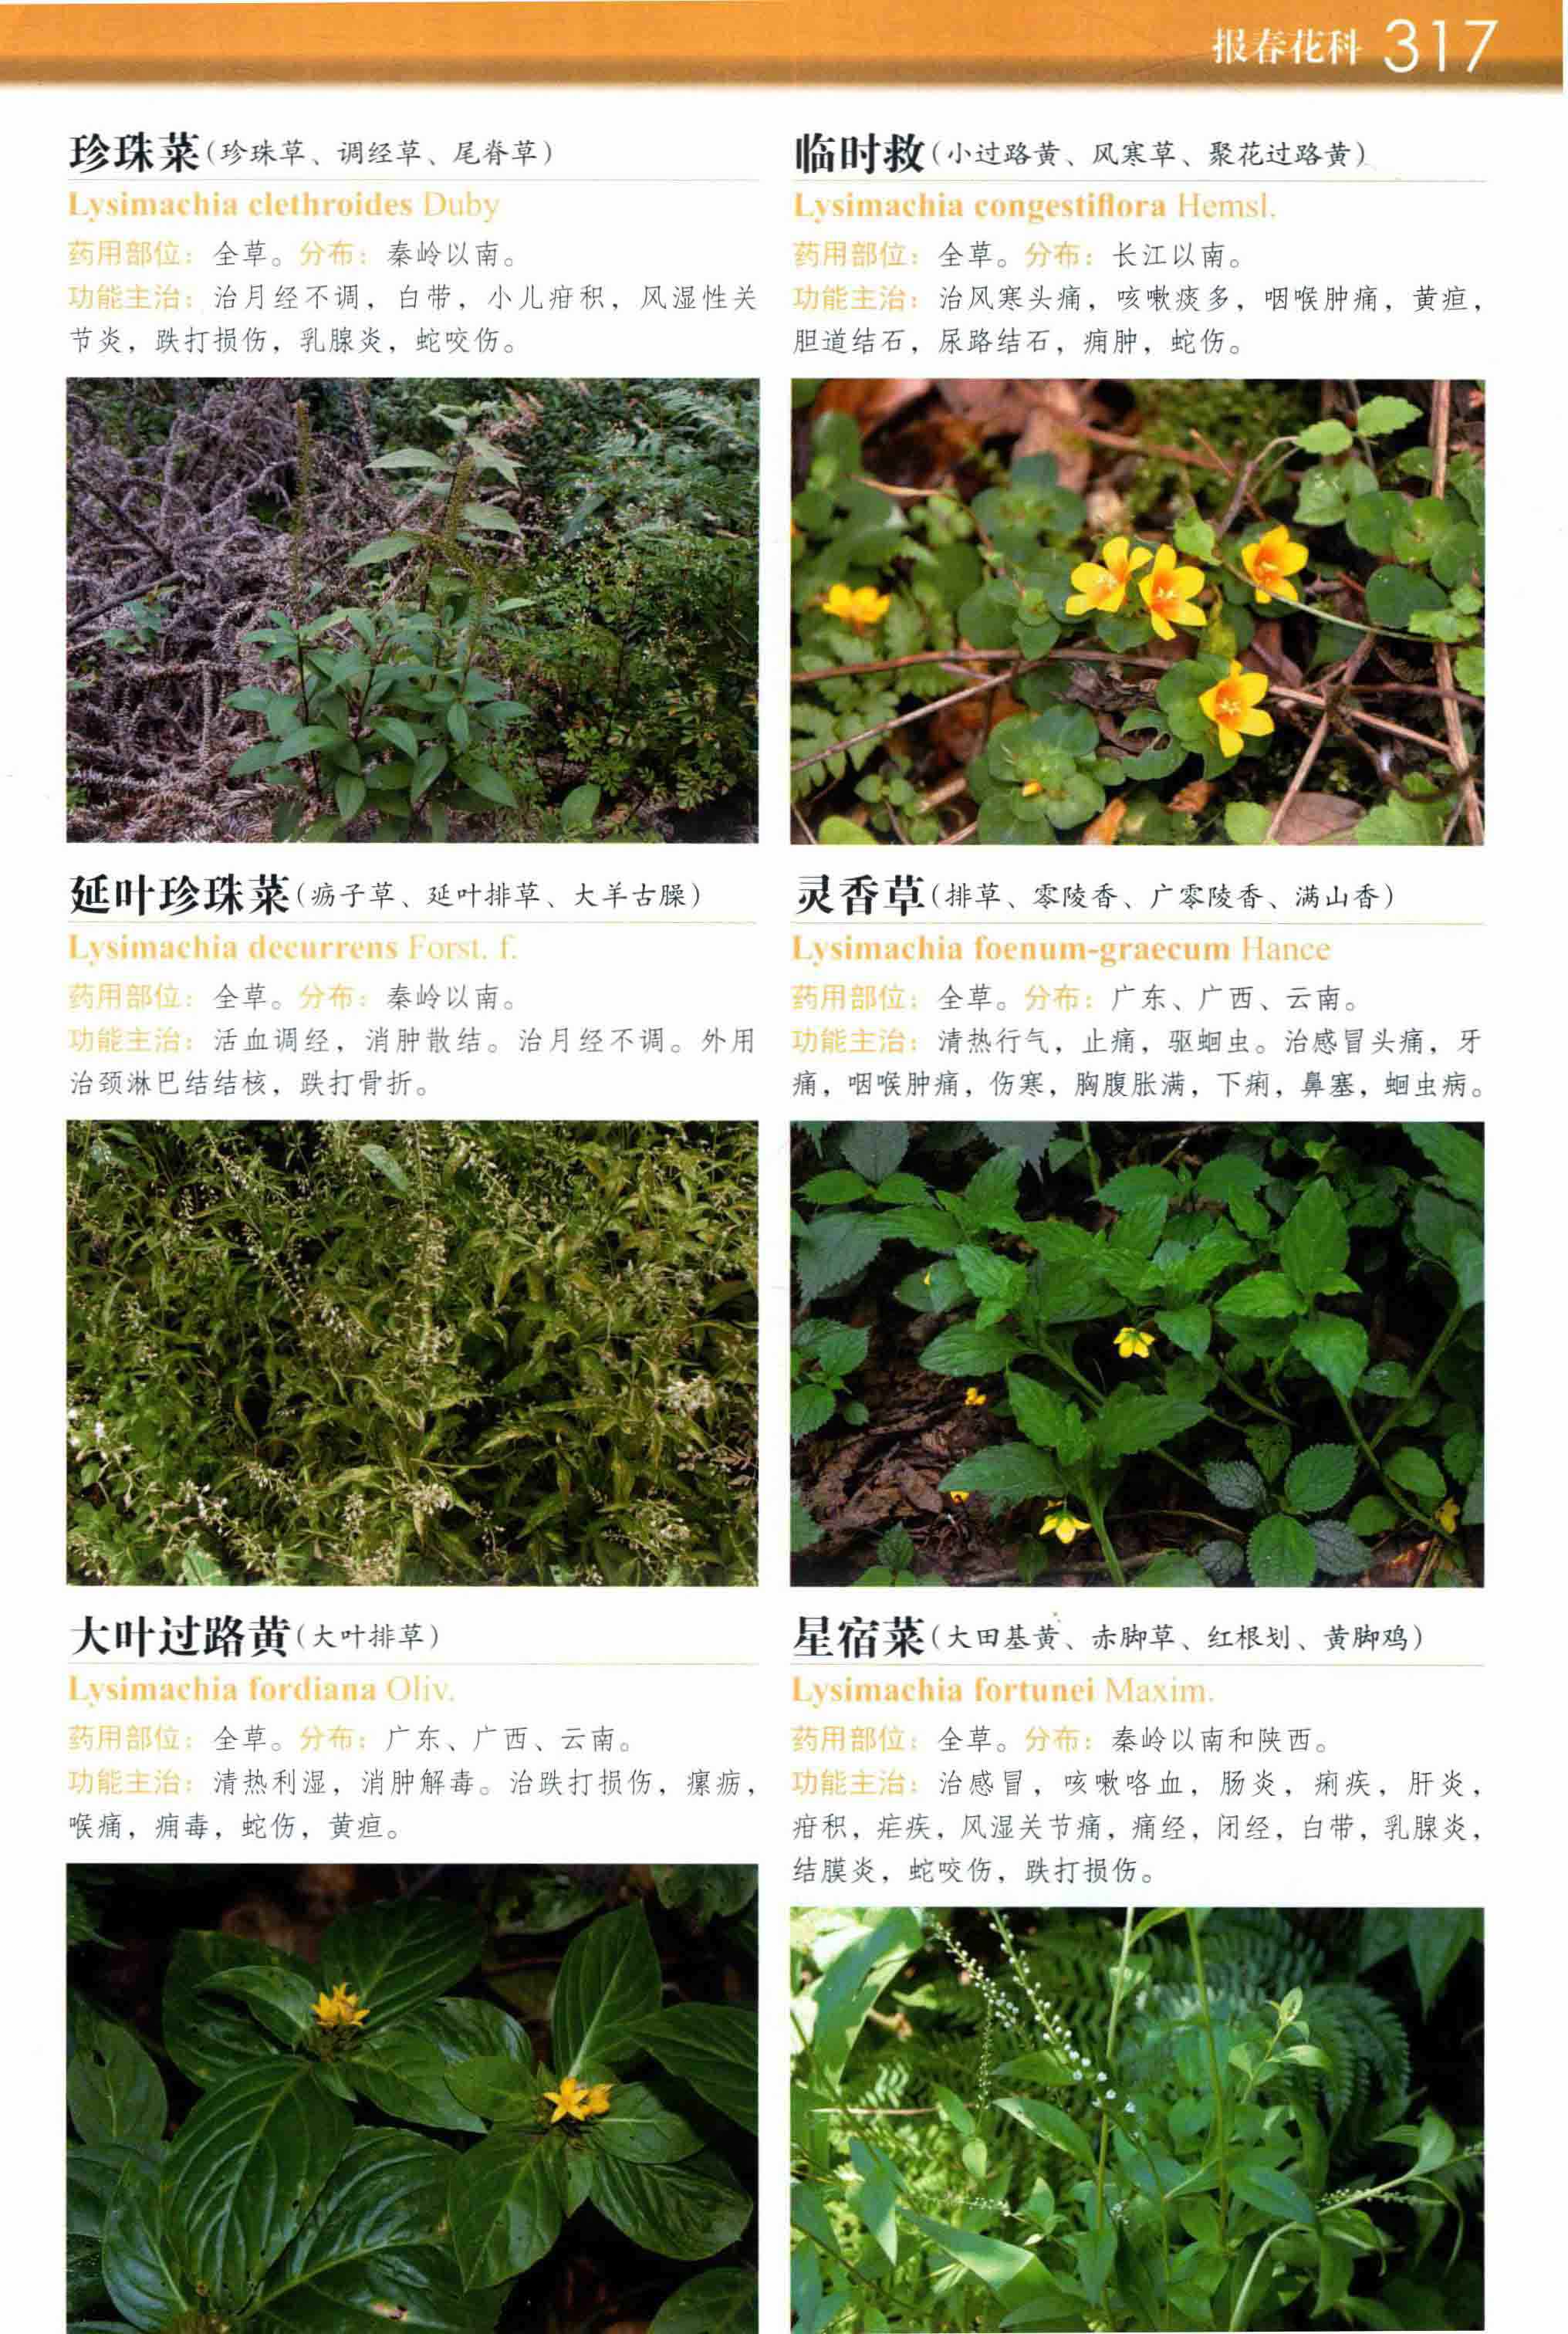 报春花科 317
珍珠菜(珍珠草、调经草、尾脊草)
Lysimachia clethroides Duby
药用部位：全草。分布：秦岭以南。
功能主治：治月经不调，白带，小儿疳积，风湿性关
节炎，跌打损伤，乳腺炎，蛇咬伤。
临时救(小过路黄、风寒草、聚花过路黄)
Lysimachia congestiflora Hemsl.
药用部位：全草。分布：长江以南。
功能主治：治风寒头痛，咳嗽痰多，咽喉肿痛，黄疸，
胆道结石，尿路结石，痈肿，蛇伤。
延叶珍珠菜(疬子草、延叶排草、大羊古臊)
Lysimachia decurrens Forst. f.
药用部位：全草。分布：秦岭以南。
功能主治：活血调经，消肿散结。治月经不调。外用
治颈淋巴结结核，跌打骨折。
灵香草(排草、零陵香、广零陵香、满山香)
Lysimachia foenum-graecum Hance
药用部位：全草。分布：广东、广西、云南。
功能主治：清热行气，止痛，驱蛔虫。治感冒头痛，牙
痛，咽喉肿痛，伤寒，胸腹胀满，下痢，鼻塞，蛔虫病。
大叶过路黄(大叶排草)
Lysimachia fordiana Oliv.
药用部位：全草。分布：广东、广西、云南。
功能主治：清热利湿，消肿解毒。治跌打损伤，瘰疬，
喉痛，痈毒，蛇伤，黄疸。
星宿菜(大田基黄、赤脚草、红根划、黄脚鸡)
Lysimachia fortunei Maxim.
药用部位：全草。分布：秦岭以南和陕西。
功能主治：治感冒，咳嗽咯血，肠炎，痢疾，肝炎，
疳积，疟疾，风湿关节痛，痛经，闭经，白带，乳腺炎，
结膜炎，蛇咬伤，跌打损伤。